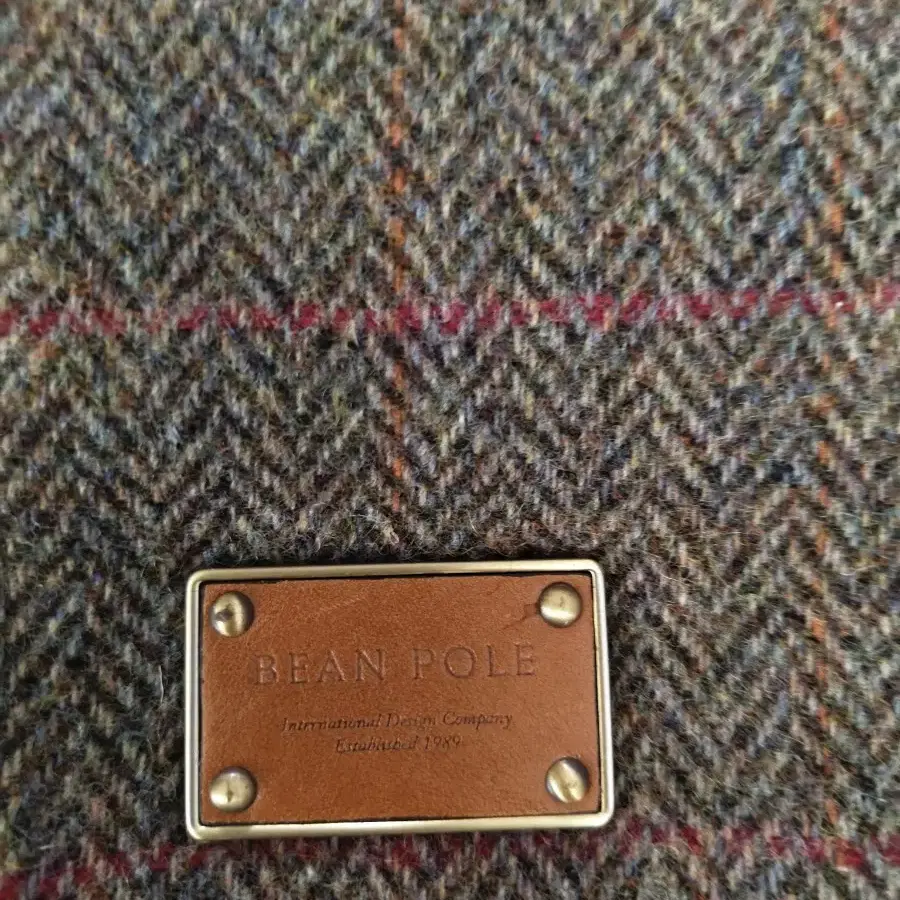 BEAN POLE
International Design Company
Established 1989